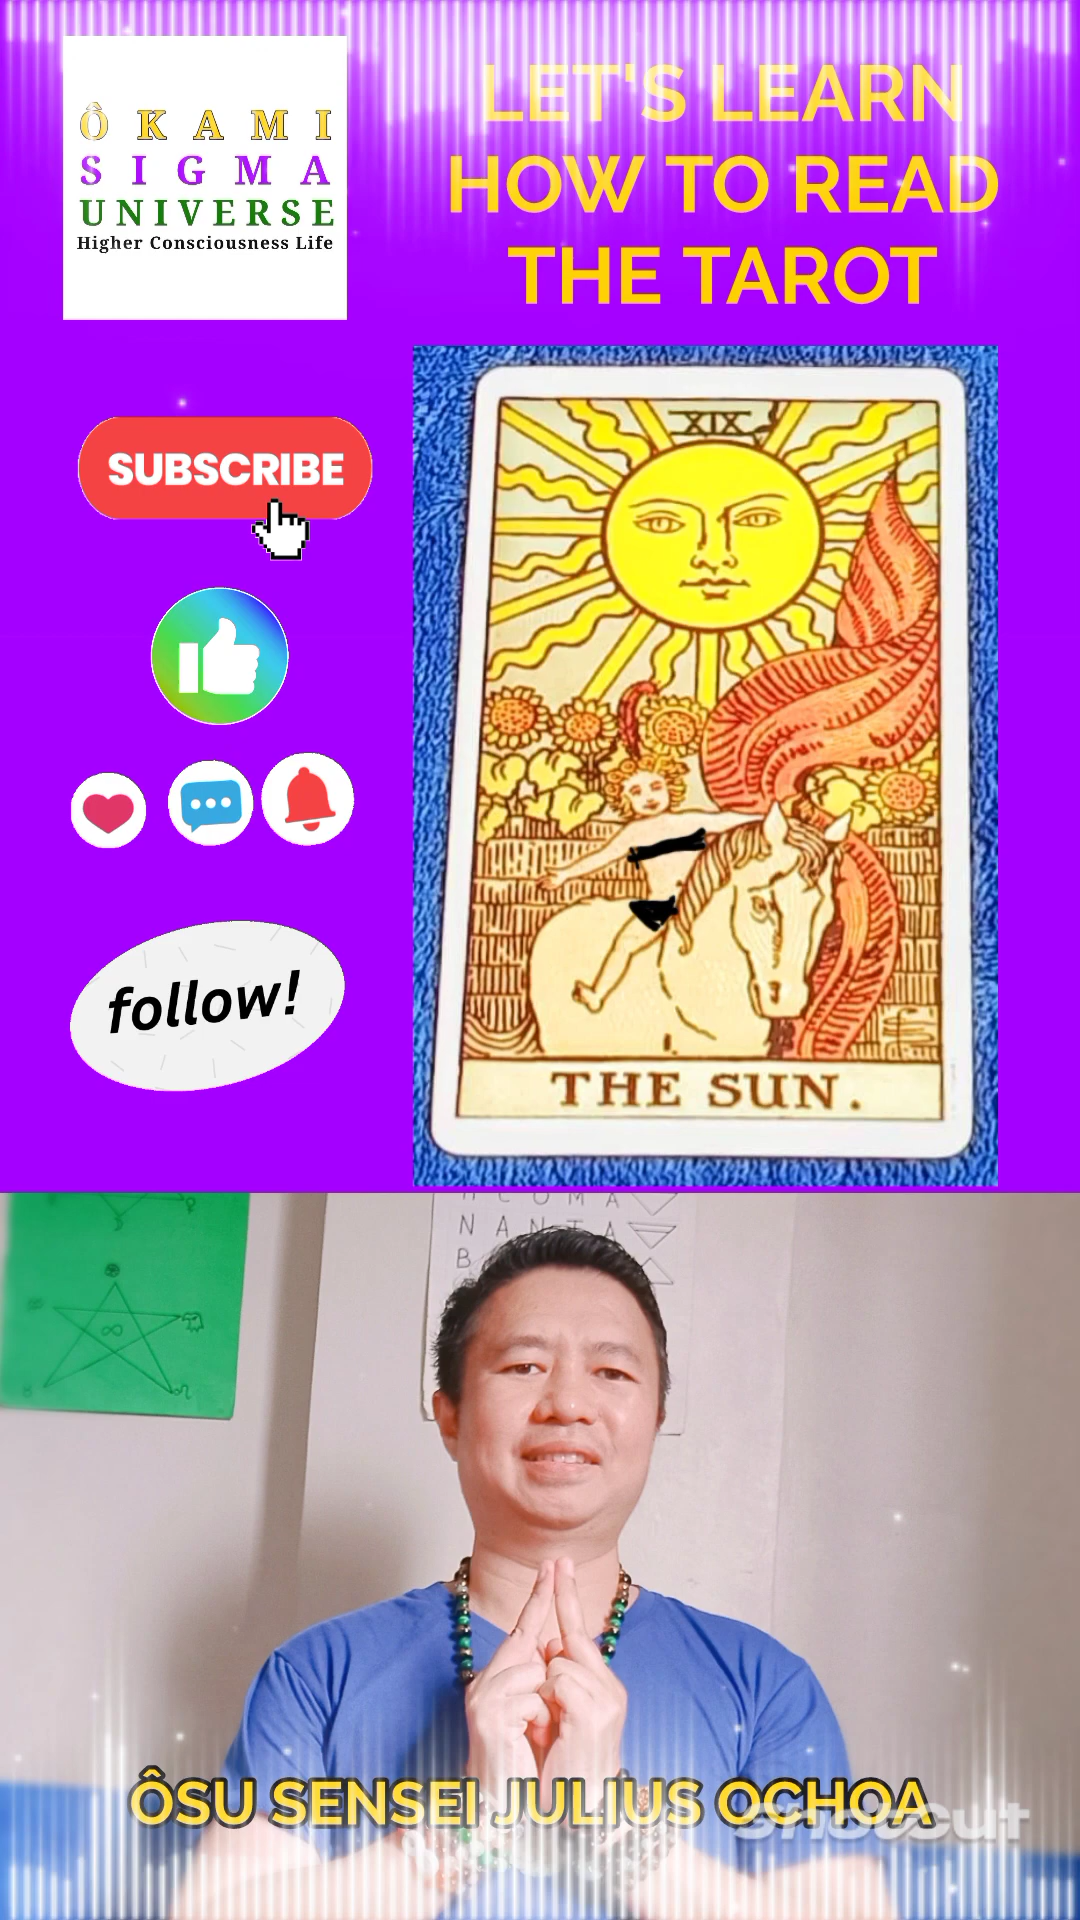 ÔKAMI
SIGMA
UNIVERSE
Higher Consciousness Life
LET'S LEARN
HOW TO READ
THE TAROT
SUBSCRIBE
follow!
XIX
THE SUN.
N A N T A
B
ÔSU SENSEI JULIUS OCHOA